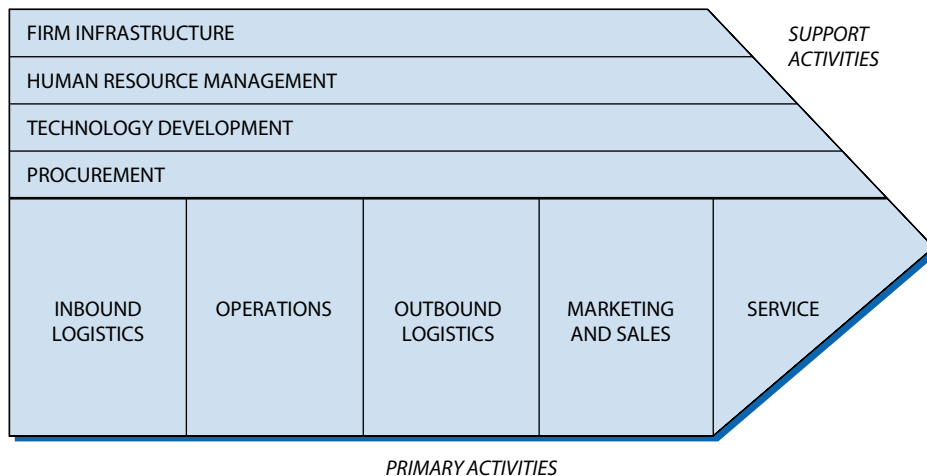 FIRM INFRASTRUCTURE
SUPPORT
ACTIVITIES
HUMAN RESOURCE MANAGEMENT
TECHNOLOGY DEVELOPMENT
PROCUREMENT
INBOUND
LOGISTICS
OPERATIONS
OUTBOUND
LOGISTICS
MARKETING
AND SALES
SERVICE
PRIMARY ACTIVITIES